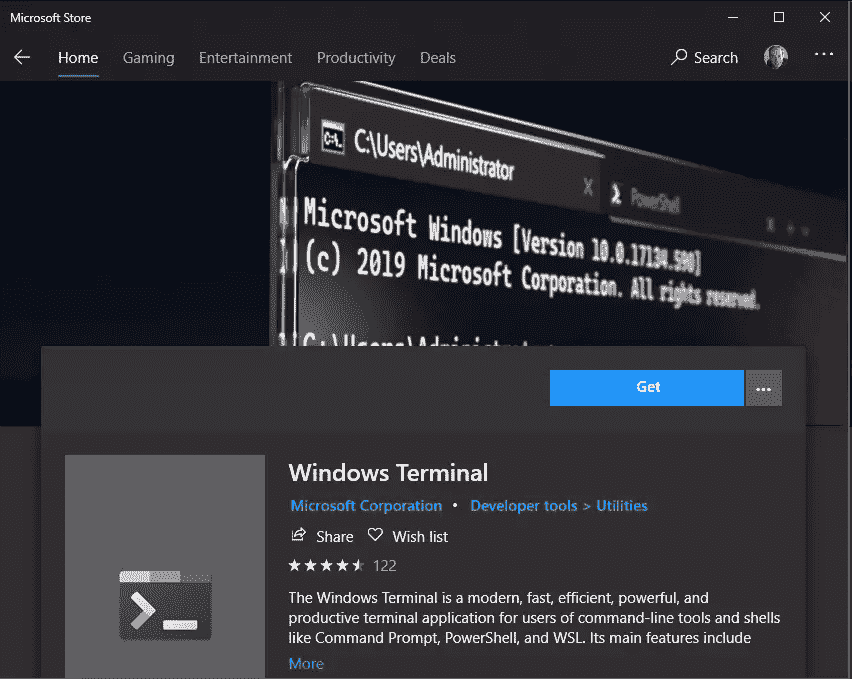 Microsoft Store
Home Gaming Entertainment Productivity Deals Search
C:\Users\Administrator X PowerShell
Microsoft Windows [Version 10.0.17134.590]
(c) 2019 Microsoft Corporation. All rights reserved.
Get ...
Windows Terminal
Microsoft Corporation • Developer tools > Utilities
Share Wish list
122
The Windows Terminal is a modern, fast, efficient, powerful, and
productive terminal application for users of command-line tools and shells
like Command Prompt, PowerShell, and WSL. Its main features include
More